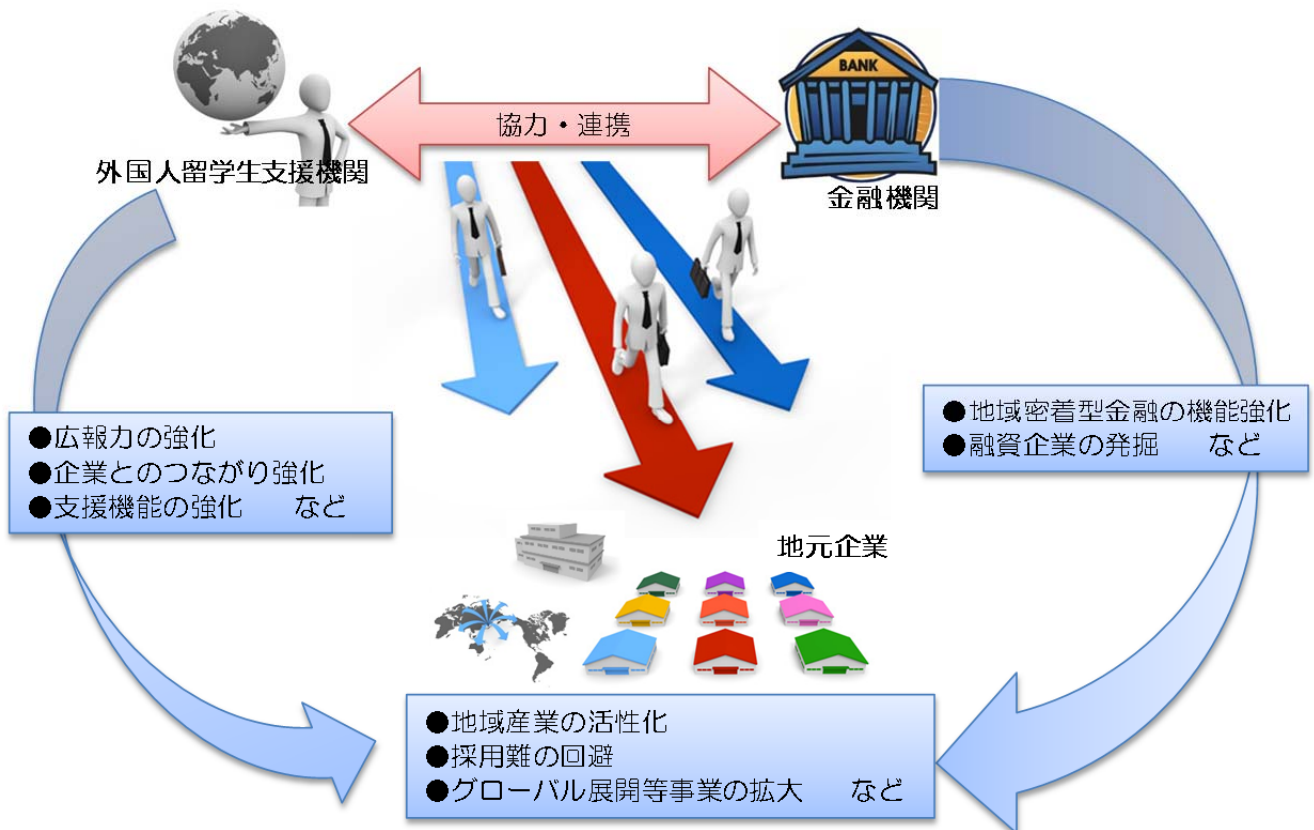 BANK
協力・連携
外国人留学生支援機関
金融機関
●広報力の強化
●企業とのつながり強化
●支援機能の強化　　など
●地域密着型金融の機能強化
●融資企業の発掘　　など
地元企業
●地域産業の活性化
●採用難の回避
●グローバル展開等事業の拡大　　など